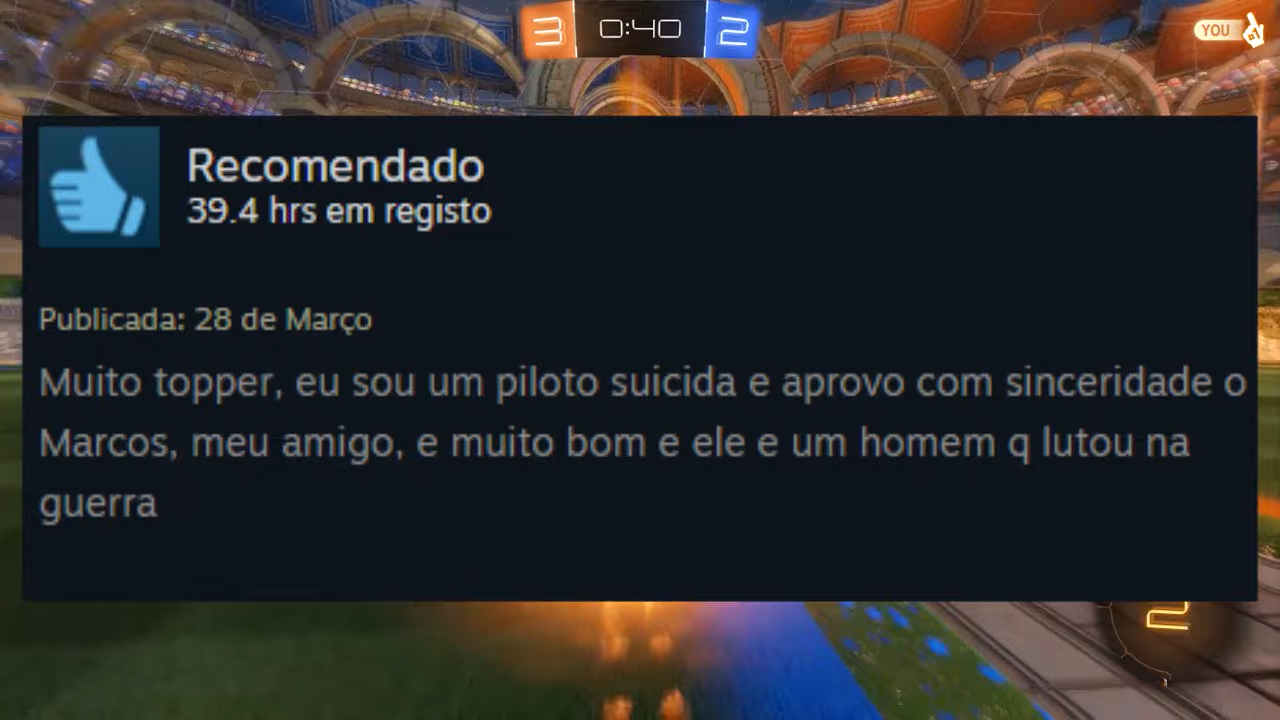 3 0:40 2
YOU
Recomendado
39.4 hrs em registo
Publicada: 28 de Março
Muito topper, eu sou um piloto suicida e aprovo com sinceridade o
Marcos, meu amigo, e muito bom e ele e um homem q lutou na
guerra
2